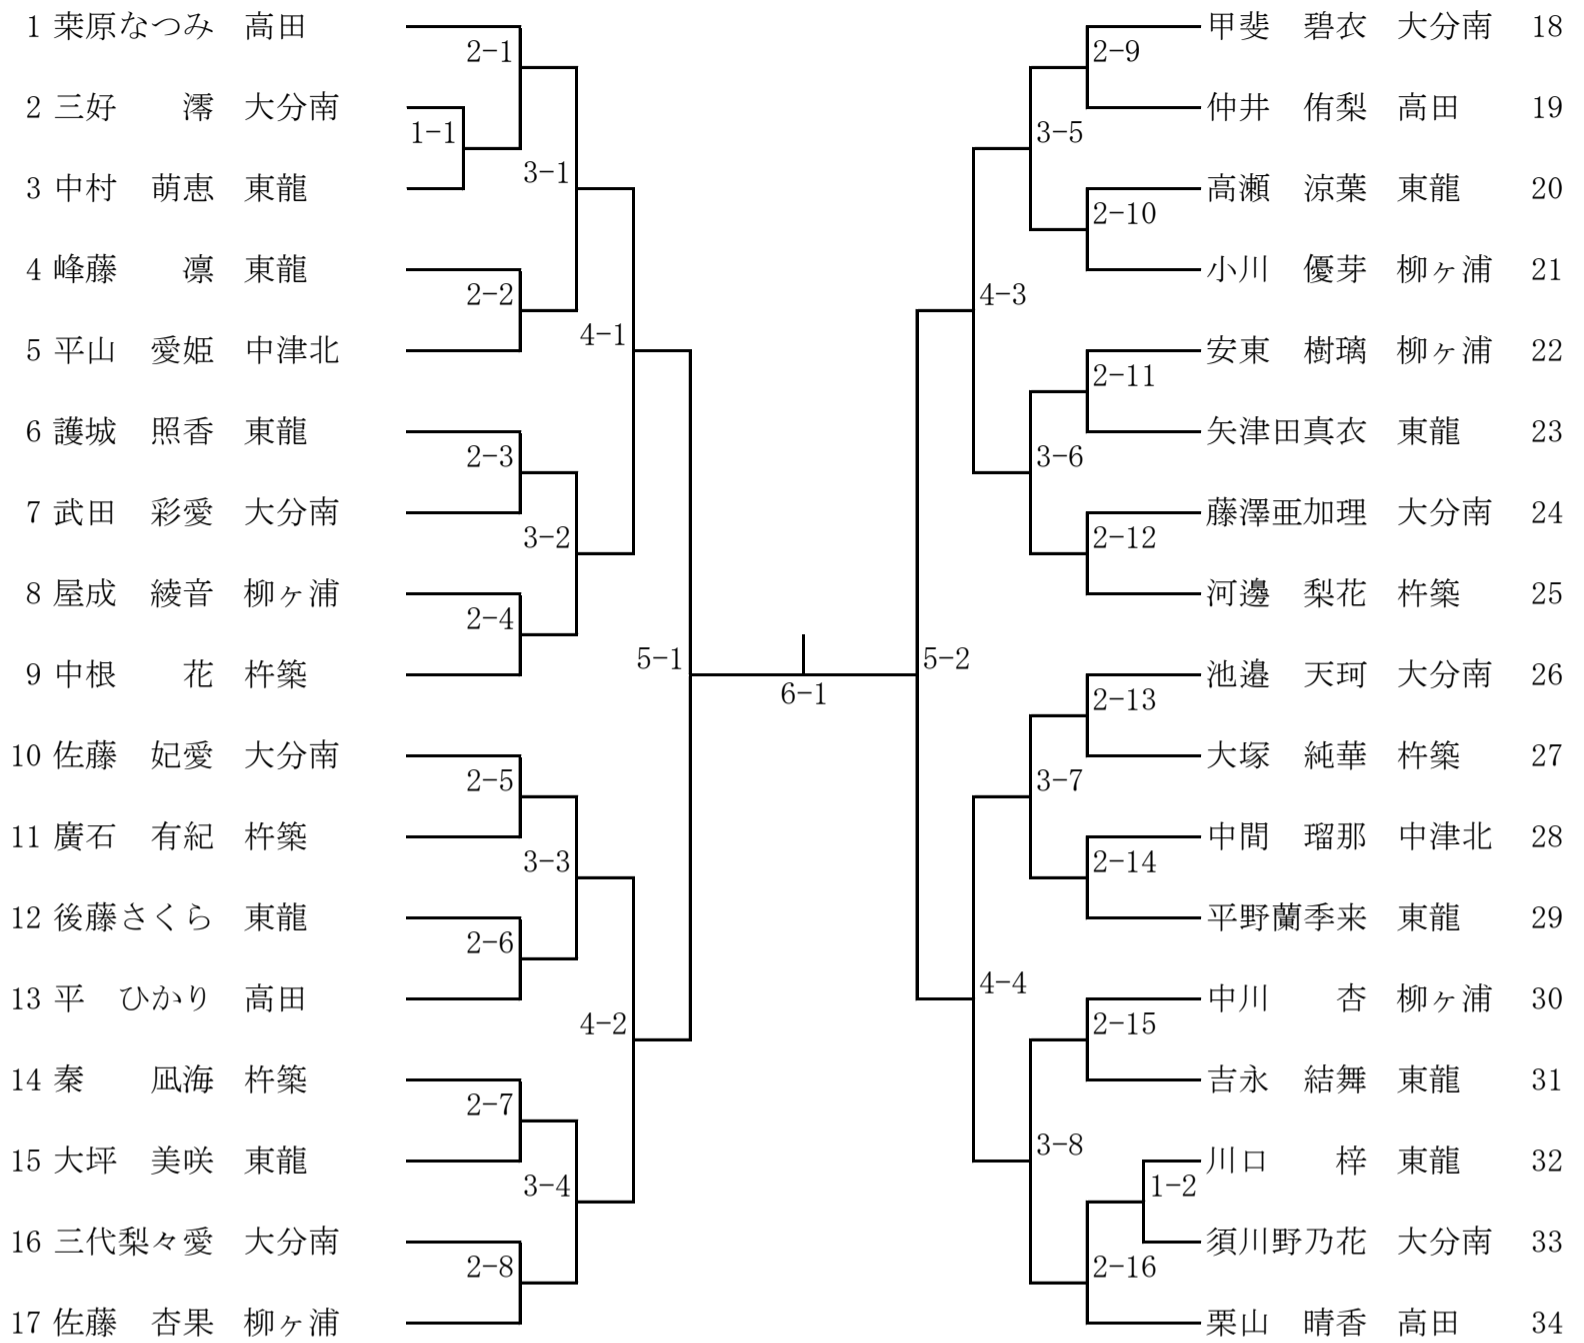 1 桒原なつみ 高田
2 三好 澪 大分南
3 中村 萌恵 東龍
4 峰藤 凛 東龍
5 平山 愛姫 中津北
6 護城 照香 東龍
7 武田 彩愛 大分南
8 屋成 綾音 柳ヶ浦
9 中根 花 杵築
10 佐藤 妃愛 大分南
11 廣石 有紀 杵築
12 後藤さくら 東龍
13 平 ひかり 高田
14 秦 凪海 杵築
15 大坪 美咲 東龍
16 三代梨々愛 大分南
17 佐藤 杏果 柳ヶ浦
1-1
2-1
2-2
2-3
2-4
2-5
2-6
2-7
2-8
3-1
3-2
3-3
3-4
4-1
4-2
5-1
6-1
5-2
4-3
4-4
3-5
3-6
3-7
3-8
2-9
2-10
2-11
2-12
2-13
2-14
2-15
2-16
1-2
甲斐 碧衣 大分南 18
仲井 侑梨 高田 19
高瀬 涼葉 東龍 20
小川 優芽 柳ヶ浦 21
安東 樹璃 柳ヶ浦 22
矢津田真衣 東龍 23
藤澤亜加理 大分南 24
河邊 梨花 杵築 25
池邉 天珂 大分南 26
大塚 純華 杵築 27
中間 瑠那 中津北 28
平野蘭季来 東龍 29
中川 杏 柳ヶ浦 30
吉永 結舞 東龍 31
川口 梓 東龍 32
須川野乃花 大分南 33
栗山 晴香 高田 34